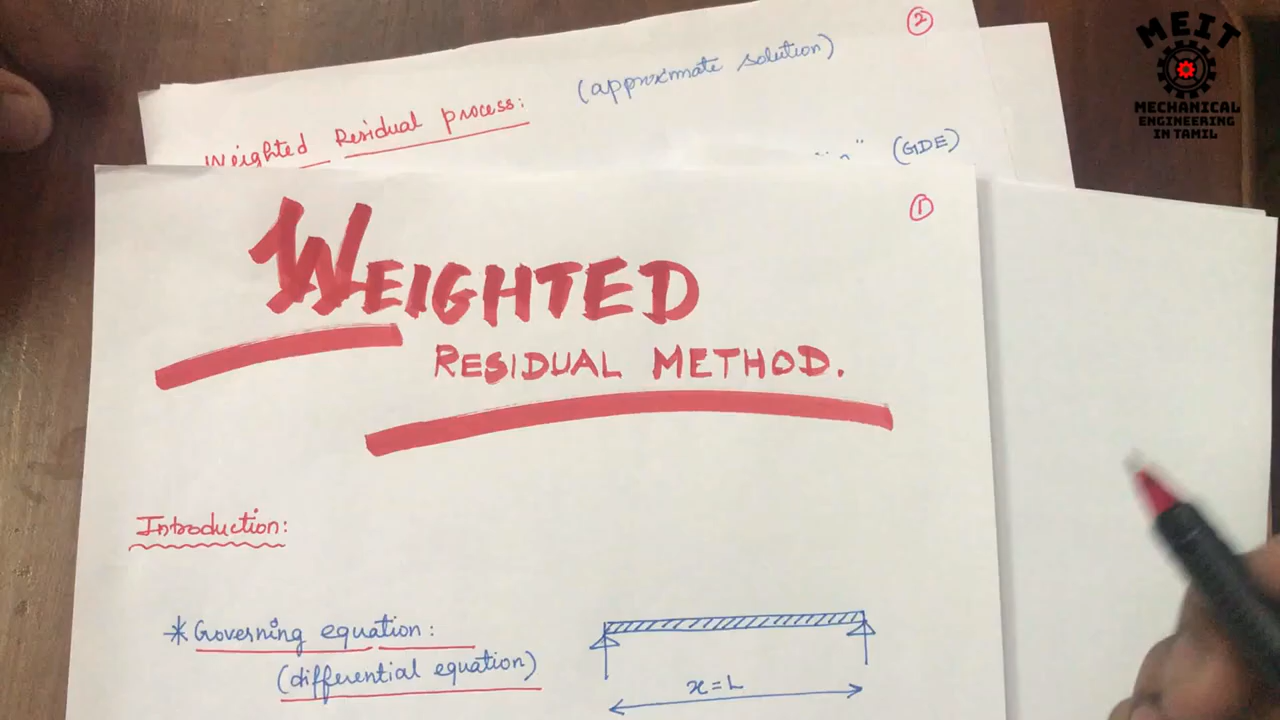 ②
(approximate solution)
Weighted Residual process:
(GDE)
①
WEIGHTED
RESIDUAL METHOD.
Introduction:
* Governing equation:
(differential equation)
x=L
MEIT
MECHANICAL
ENGINEERING
IN TAMIL